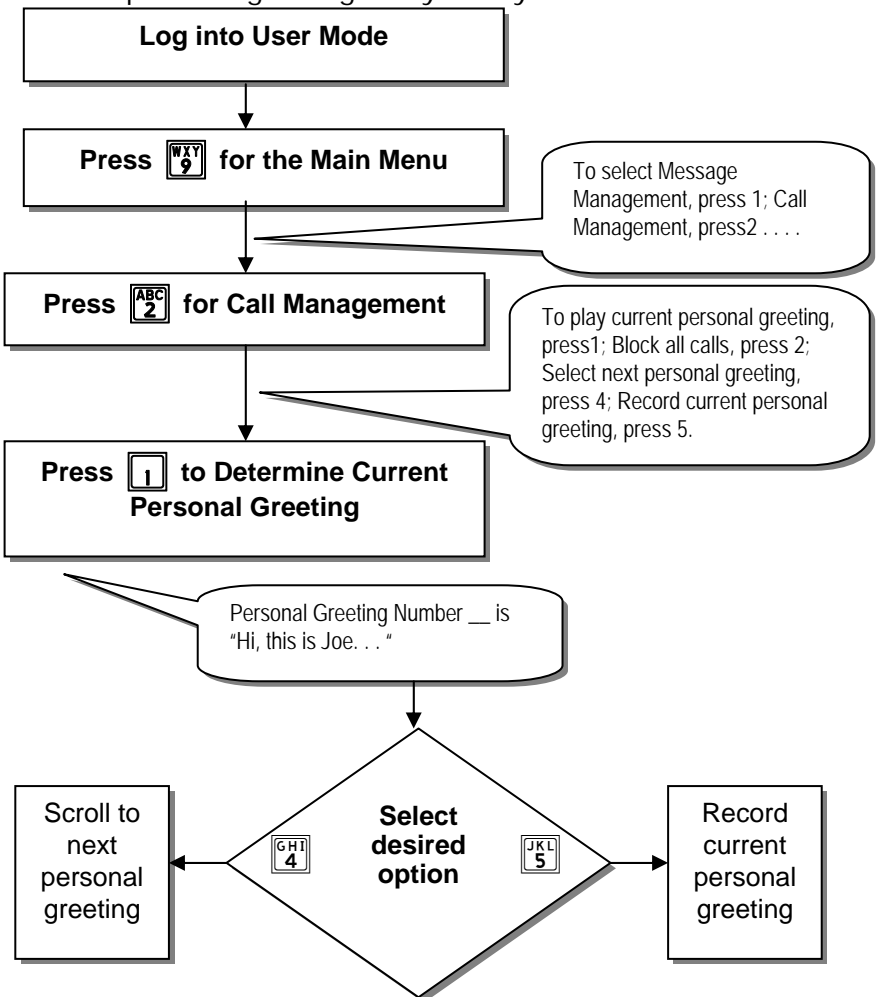 Log into User Mode
Press WXY 9 for the Main Menu
To select Message
Management, press 1; Call
Management, press2 . . . .
Press ABC 2 for Call Management
To play current personal greeting,
press1; Block all calls, press 2;
Select next personal greeting,
press 4; Record current personal
greeting, press 5.
Press 1 to Determine Current
Personal Greeting
Personal Greeting Number __ is
“Hi, this is Joe. . . “
Scroll to
next
personal
greeting
GHI
4
Select
desired
option
JKL
5
Record
current
personal
greeting